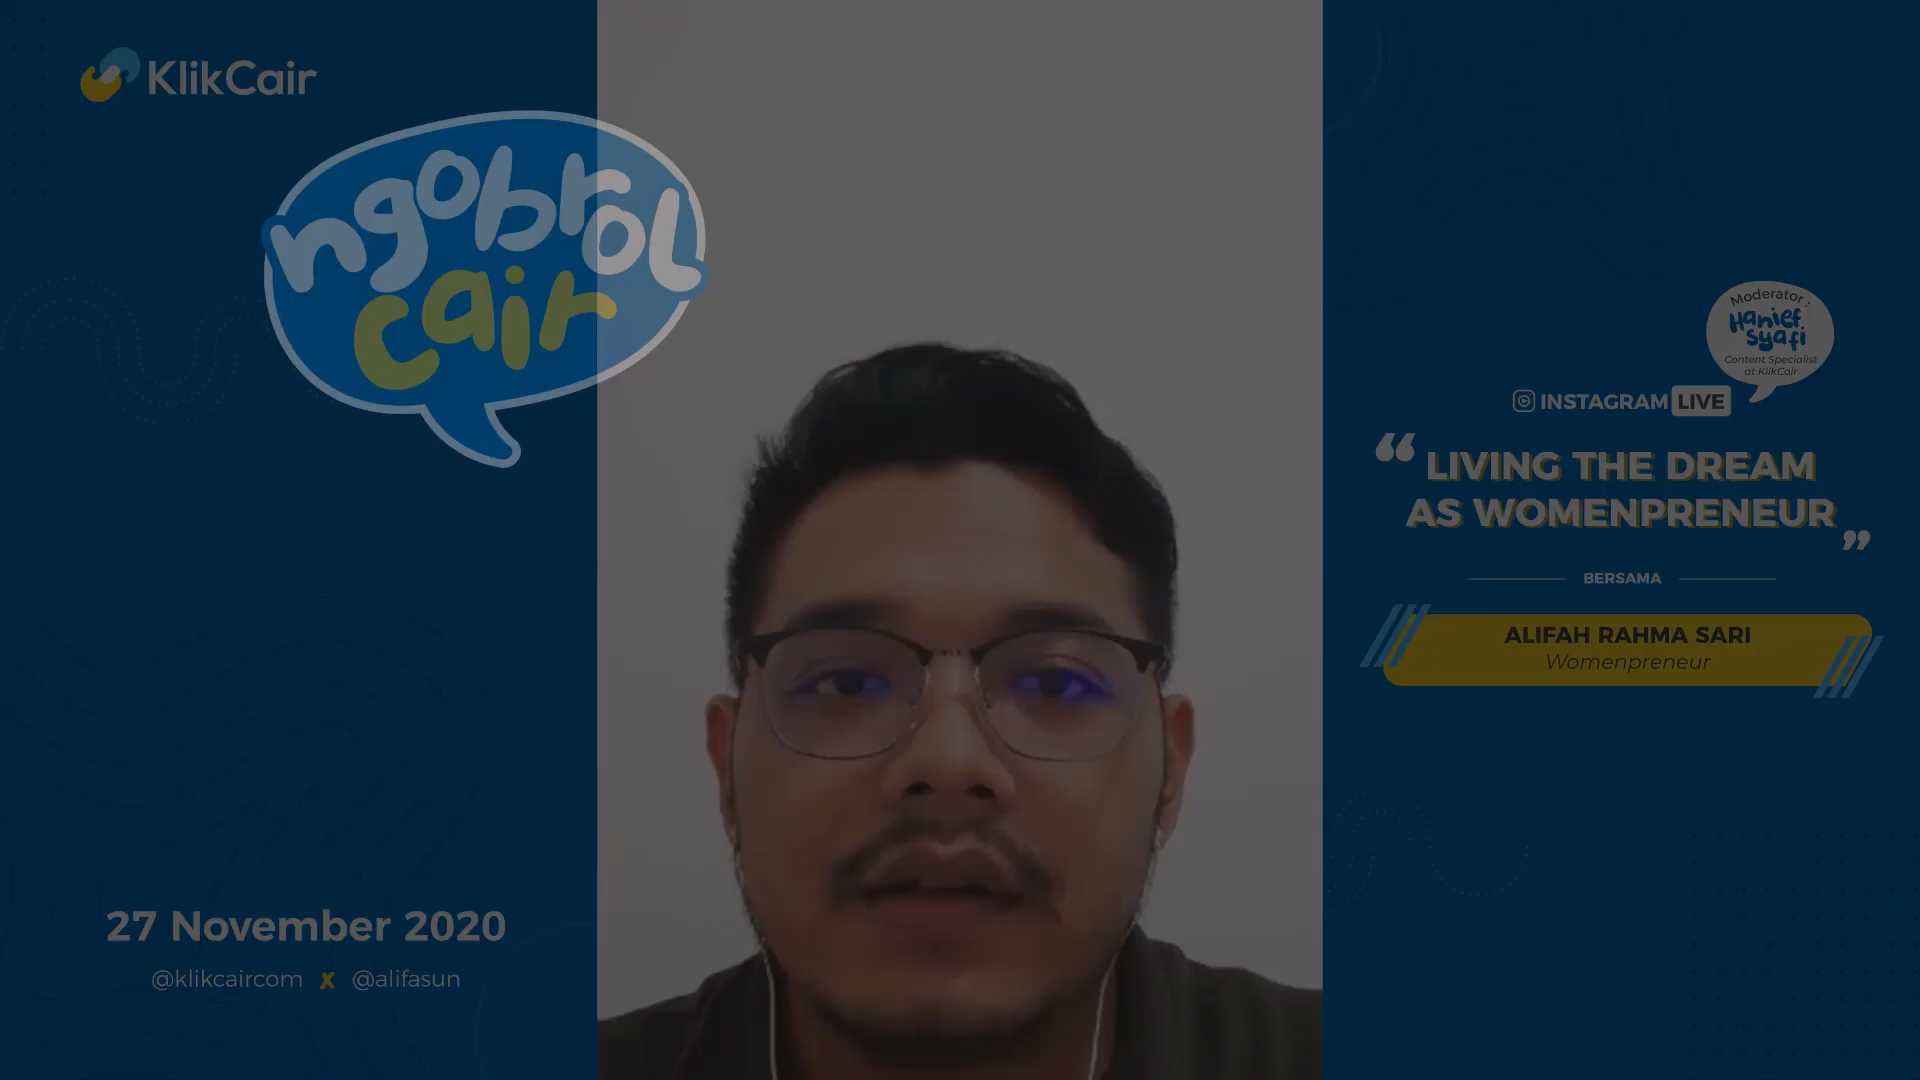 KlikCair
ngobrol
cair
Moderator :
Hanief
Syafi
Content Specialist
at KlikCair
INSTAGRAM LIVE
“ LIVING THE DREAM
AS WOMENPRENEUR ”
BERSAMA
ALIFAH RAHMA SARI
Womenpreneur
27 November 2020
@klikcaircom x @alifasun